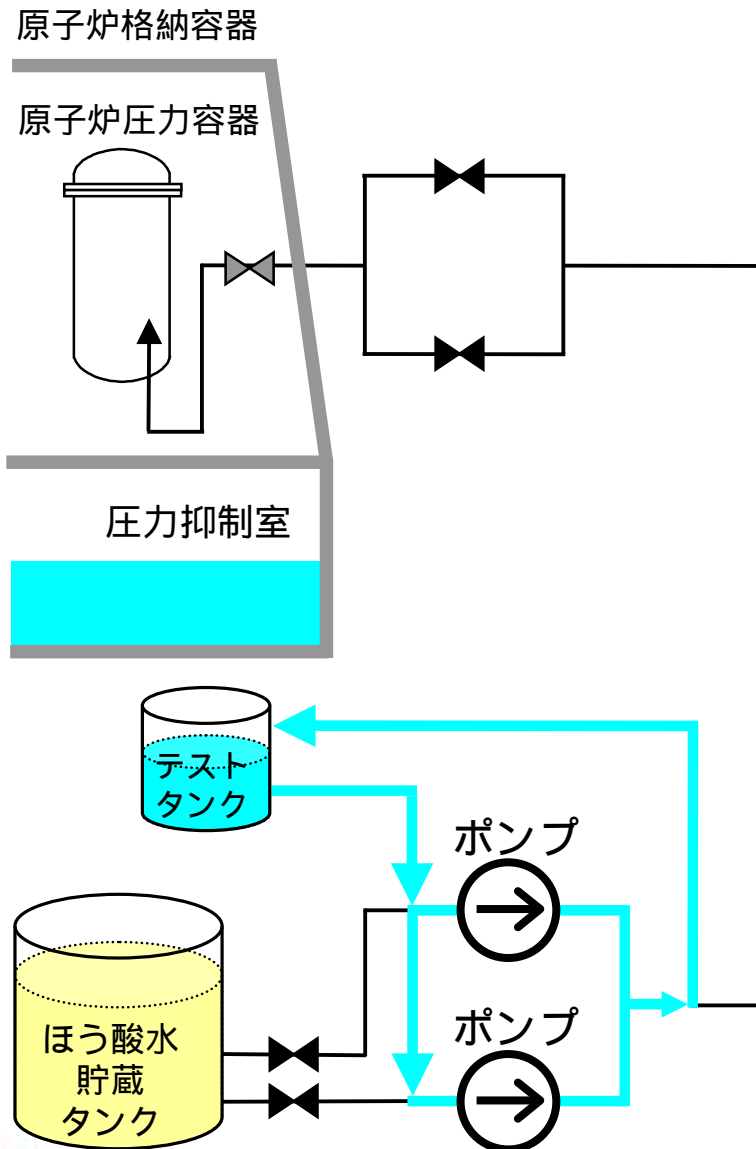 原子炉格納容器
原子炉圧力容器
圧力抑制室
テスト
タンク
ポンプ
ポンプ
ほう酸水
貯蔵
タンク